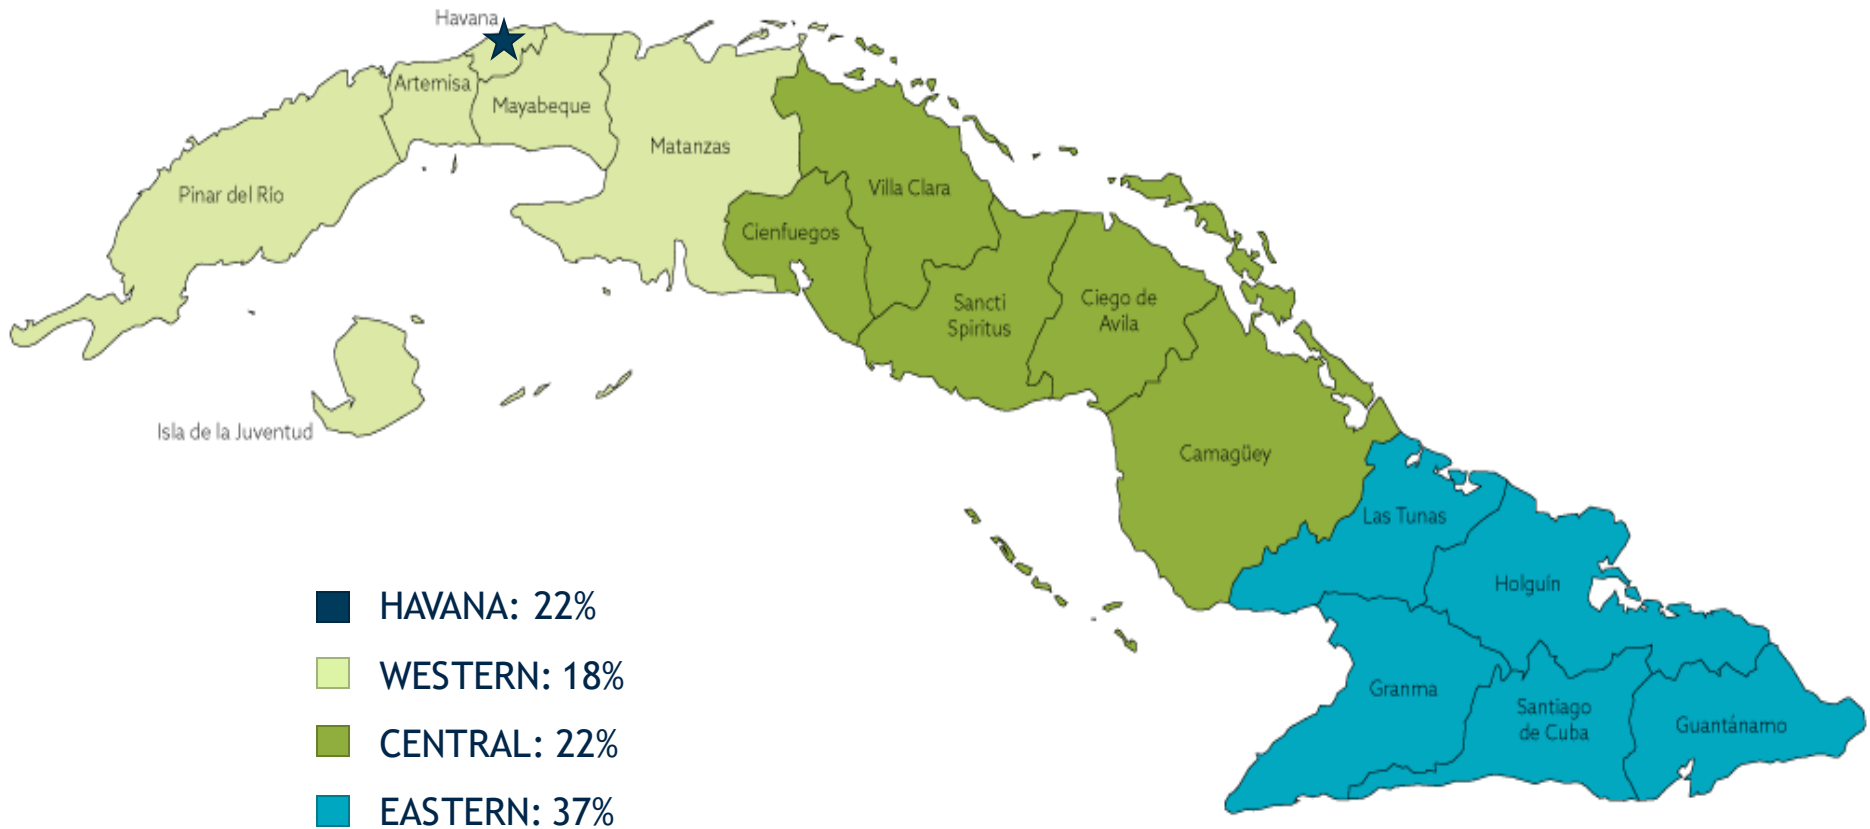 Havana
Artemisa
Mayabeque
Matanzas
Pinar del Río
Villa Clara
Cienfuegos
Sancti
Spiritus
Ciego de
Avila
Isla de la Juventud
Camagüey
Las Tunas
Holguín
Granma
Santiago
de Cuba
Guantánamo
HAVANA: 22%
WESTERN: 18%
CENTRAL: 22%
EASTERN: 37%